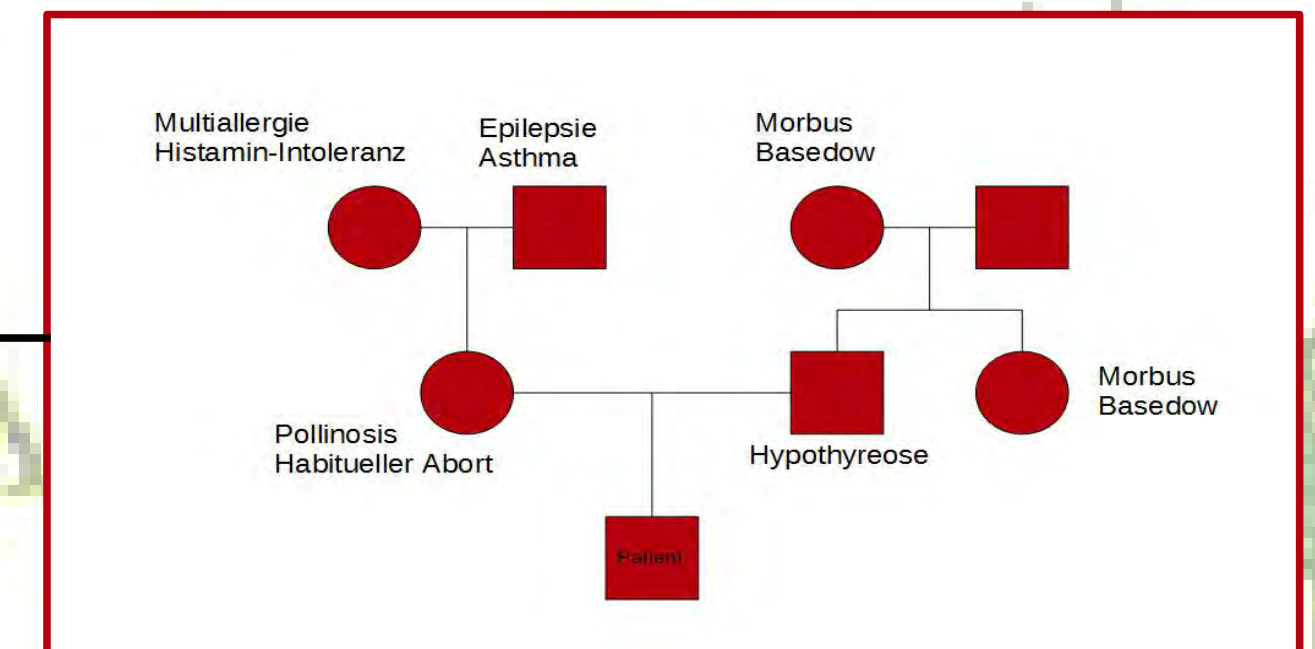 Multiallergie
Histamin-Intoleranz
Epilepsie
Asthma
Morbus
Basedow
Morbus
Basedow
Pollinosis
Habitueller Abort
Hypothyreose
Patient